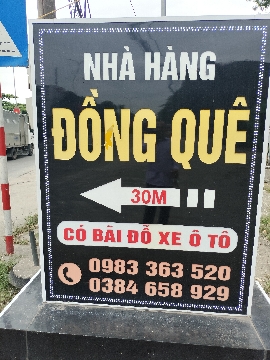 NHÀ HÀNG
ĐỒNG QUÊ
30M
CÓ BÃI ĐỖ XE Ô TÔ
0983 363 520
0384 658 929